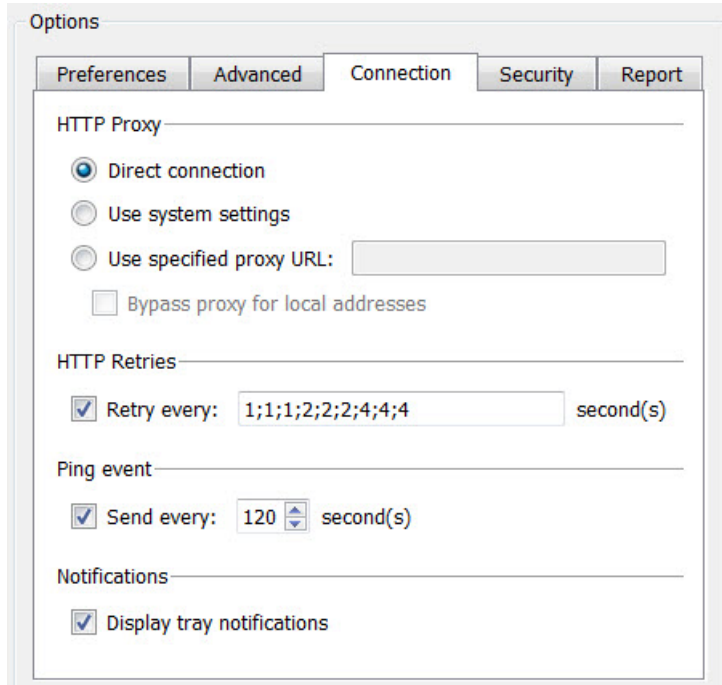 Options
Preferences Advanced Connection Security Report
HTTP Proxy
Direct connection
Use system settings
Use specified proxy URL:
Bypass proxy for local addresses
HTTP Retries
Retry every: 1;1;1;2;2;2;4;4;4 second(s)
Ping event
Send every: 120 second(s)
Notifications
Display tray notifications